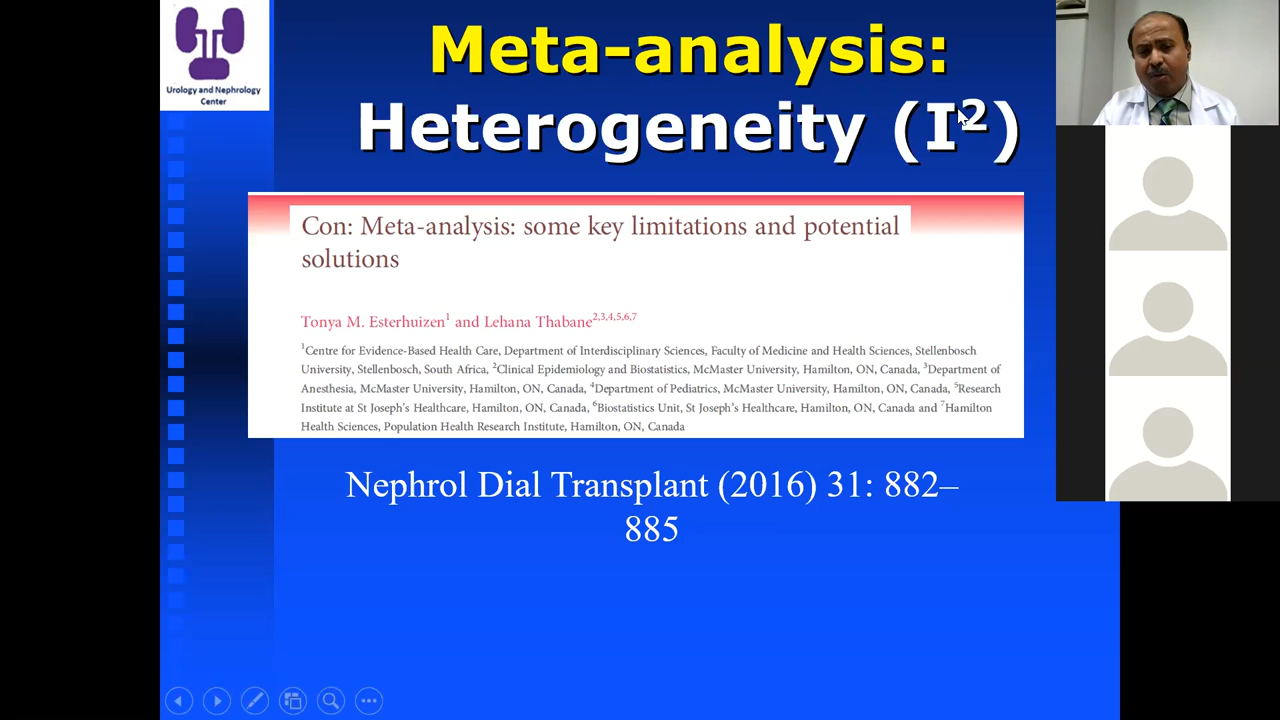 Urology and Nephrology
Center
Meta-analysis:
Heterogeneity (I²)
Con: Meta-analysis: some key limitations and potential
solutions
Tonya M. Esterhuizen¹ and Lehana Thabane²,³,⁴,⁵,⁶,⁷
¹Centre for Evidence-Based Health Care, Department of Interdisciplinary Sciences, Faculty of Medicine and Health Sciences, Stellenbosch
University, Stellenbosch, South Africa, ²Clinical Epidemiology and Biostatistics, McMaster University, Hamilton, ON, Canada, ³Department of
Anesthesia, McMaster University, Hamilton, ON, Canada, ⁴Department of Pediatrics, McMaster University, Hamilton, ON, Canada, ⁵Research
Institute at St Joseph's Healthcare, Hamilton, ON, Canada, ⁶Biostatistics Unit, St Joseph's Healthcare, Hamilton, ON, Canada and ⁷Hamilton
Health Sciences, Population Health Research Institute, Hamilton, ON, Canada
Nephrol Dial Transplant (2016) 31: 882–
885